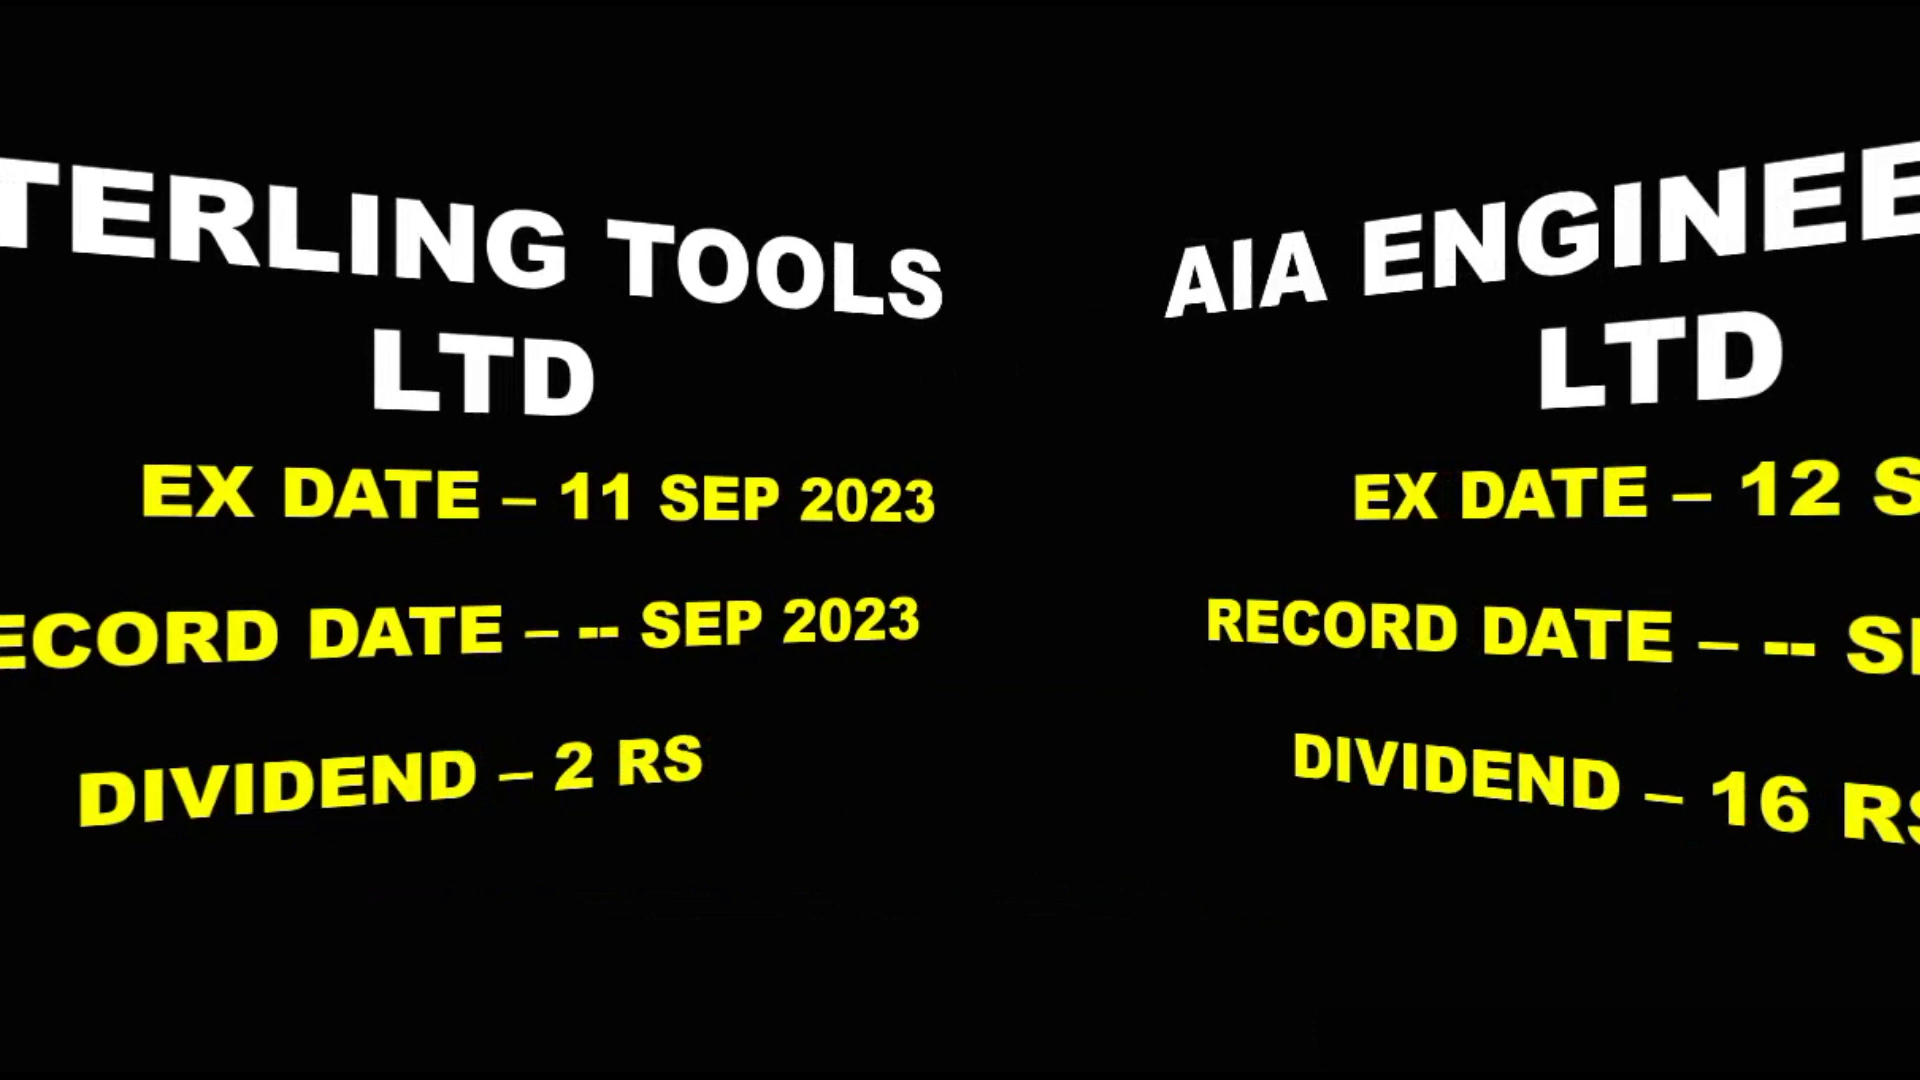 TERLING TOOLS
LTD
EX DATE – 11 SEP 2023
ECORD DATE – -- SEP 2023
DIVIDEND – 2 RS
AIA ENGINEE
LTD
EX DATE – 12 S
RECORD DATE – -- S
DIVIDEND – 16 RS